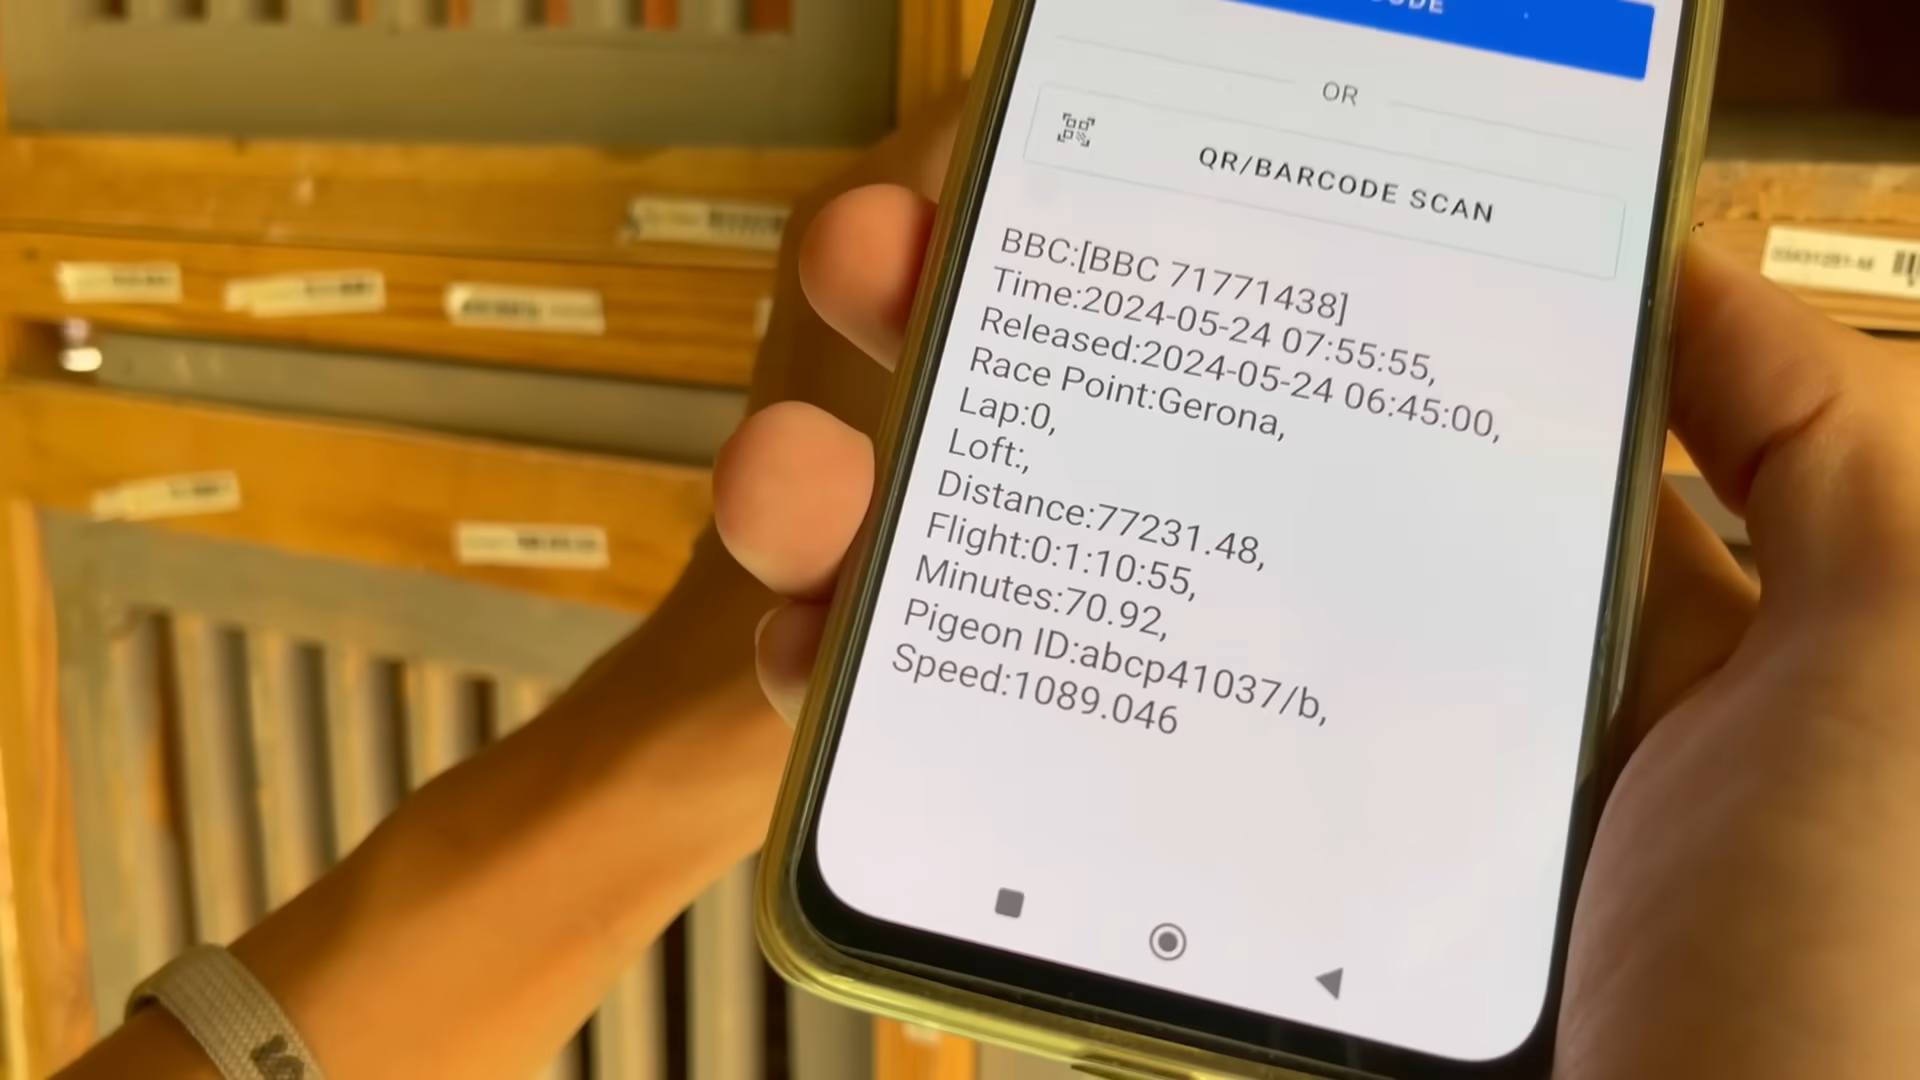 OR
QR/BARCODE SCAN
BBC:[BBC 71771438]
Time:2024-05-24 07:55:55,
Released:2024-05-24 06:45:00,
Race Point:Gerona,
Lap:0,
Loft:,
Distance:77231.48,
Flight:0:1:10:55,
Minutes:70.92,
Pigeon ID:abcp41037/b,
Speed:1089.046